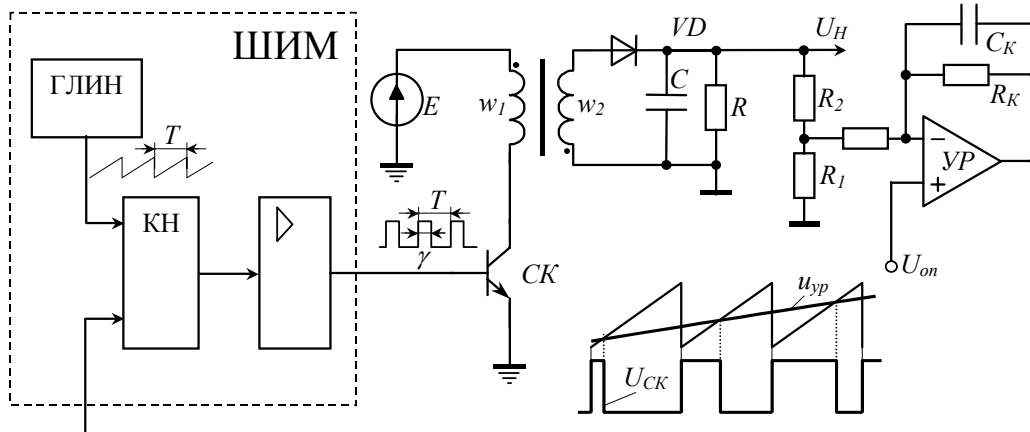 ШИМ
ГЛИН
T
КН
T
γ
СК
E
w1
w2
VD
C
R
UН
R2
R1
CК
RК
−
УР
+
Uоп
uур
UСК